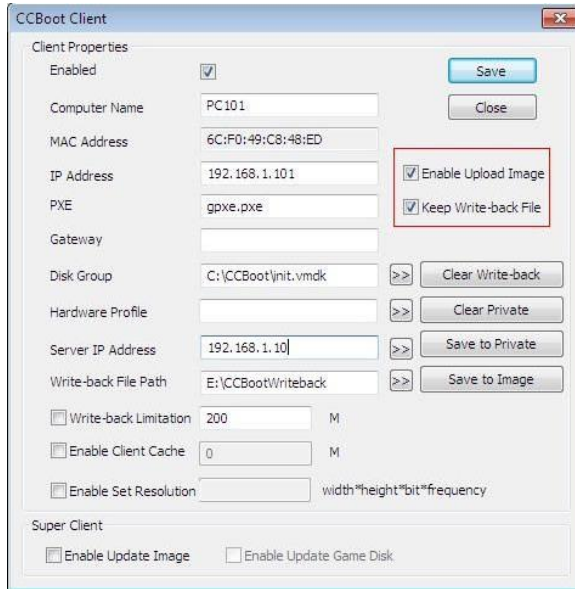 CCBoot Client
Client Properties
Enabled
Save
Computer Name PC101
Close
MAC Address 6C:F0:49:C8:48:ED
IP Address 192.168.1.101
Enable Upload Image
PXE gpxe.pxe
Keep Write-back File
Gateway
Disk Group C:\CCBoot\init.vmdk >> Clear Write-back
Hardware Profile >> Clear Private
Server IP Address 192.168.1.10 >> Save to Private
Write-back File Path E:\CCBootWriteback >> Save to Image
Write-back Limitation 200 M
Enable Client Cache 0 M
Enable Set Resolution width*height*bit*frequency
Super Client
Enable Update Image Enable Update Game Disk